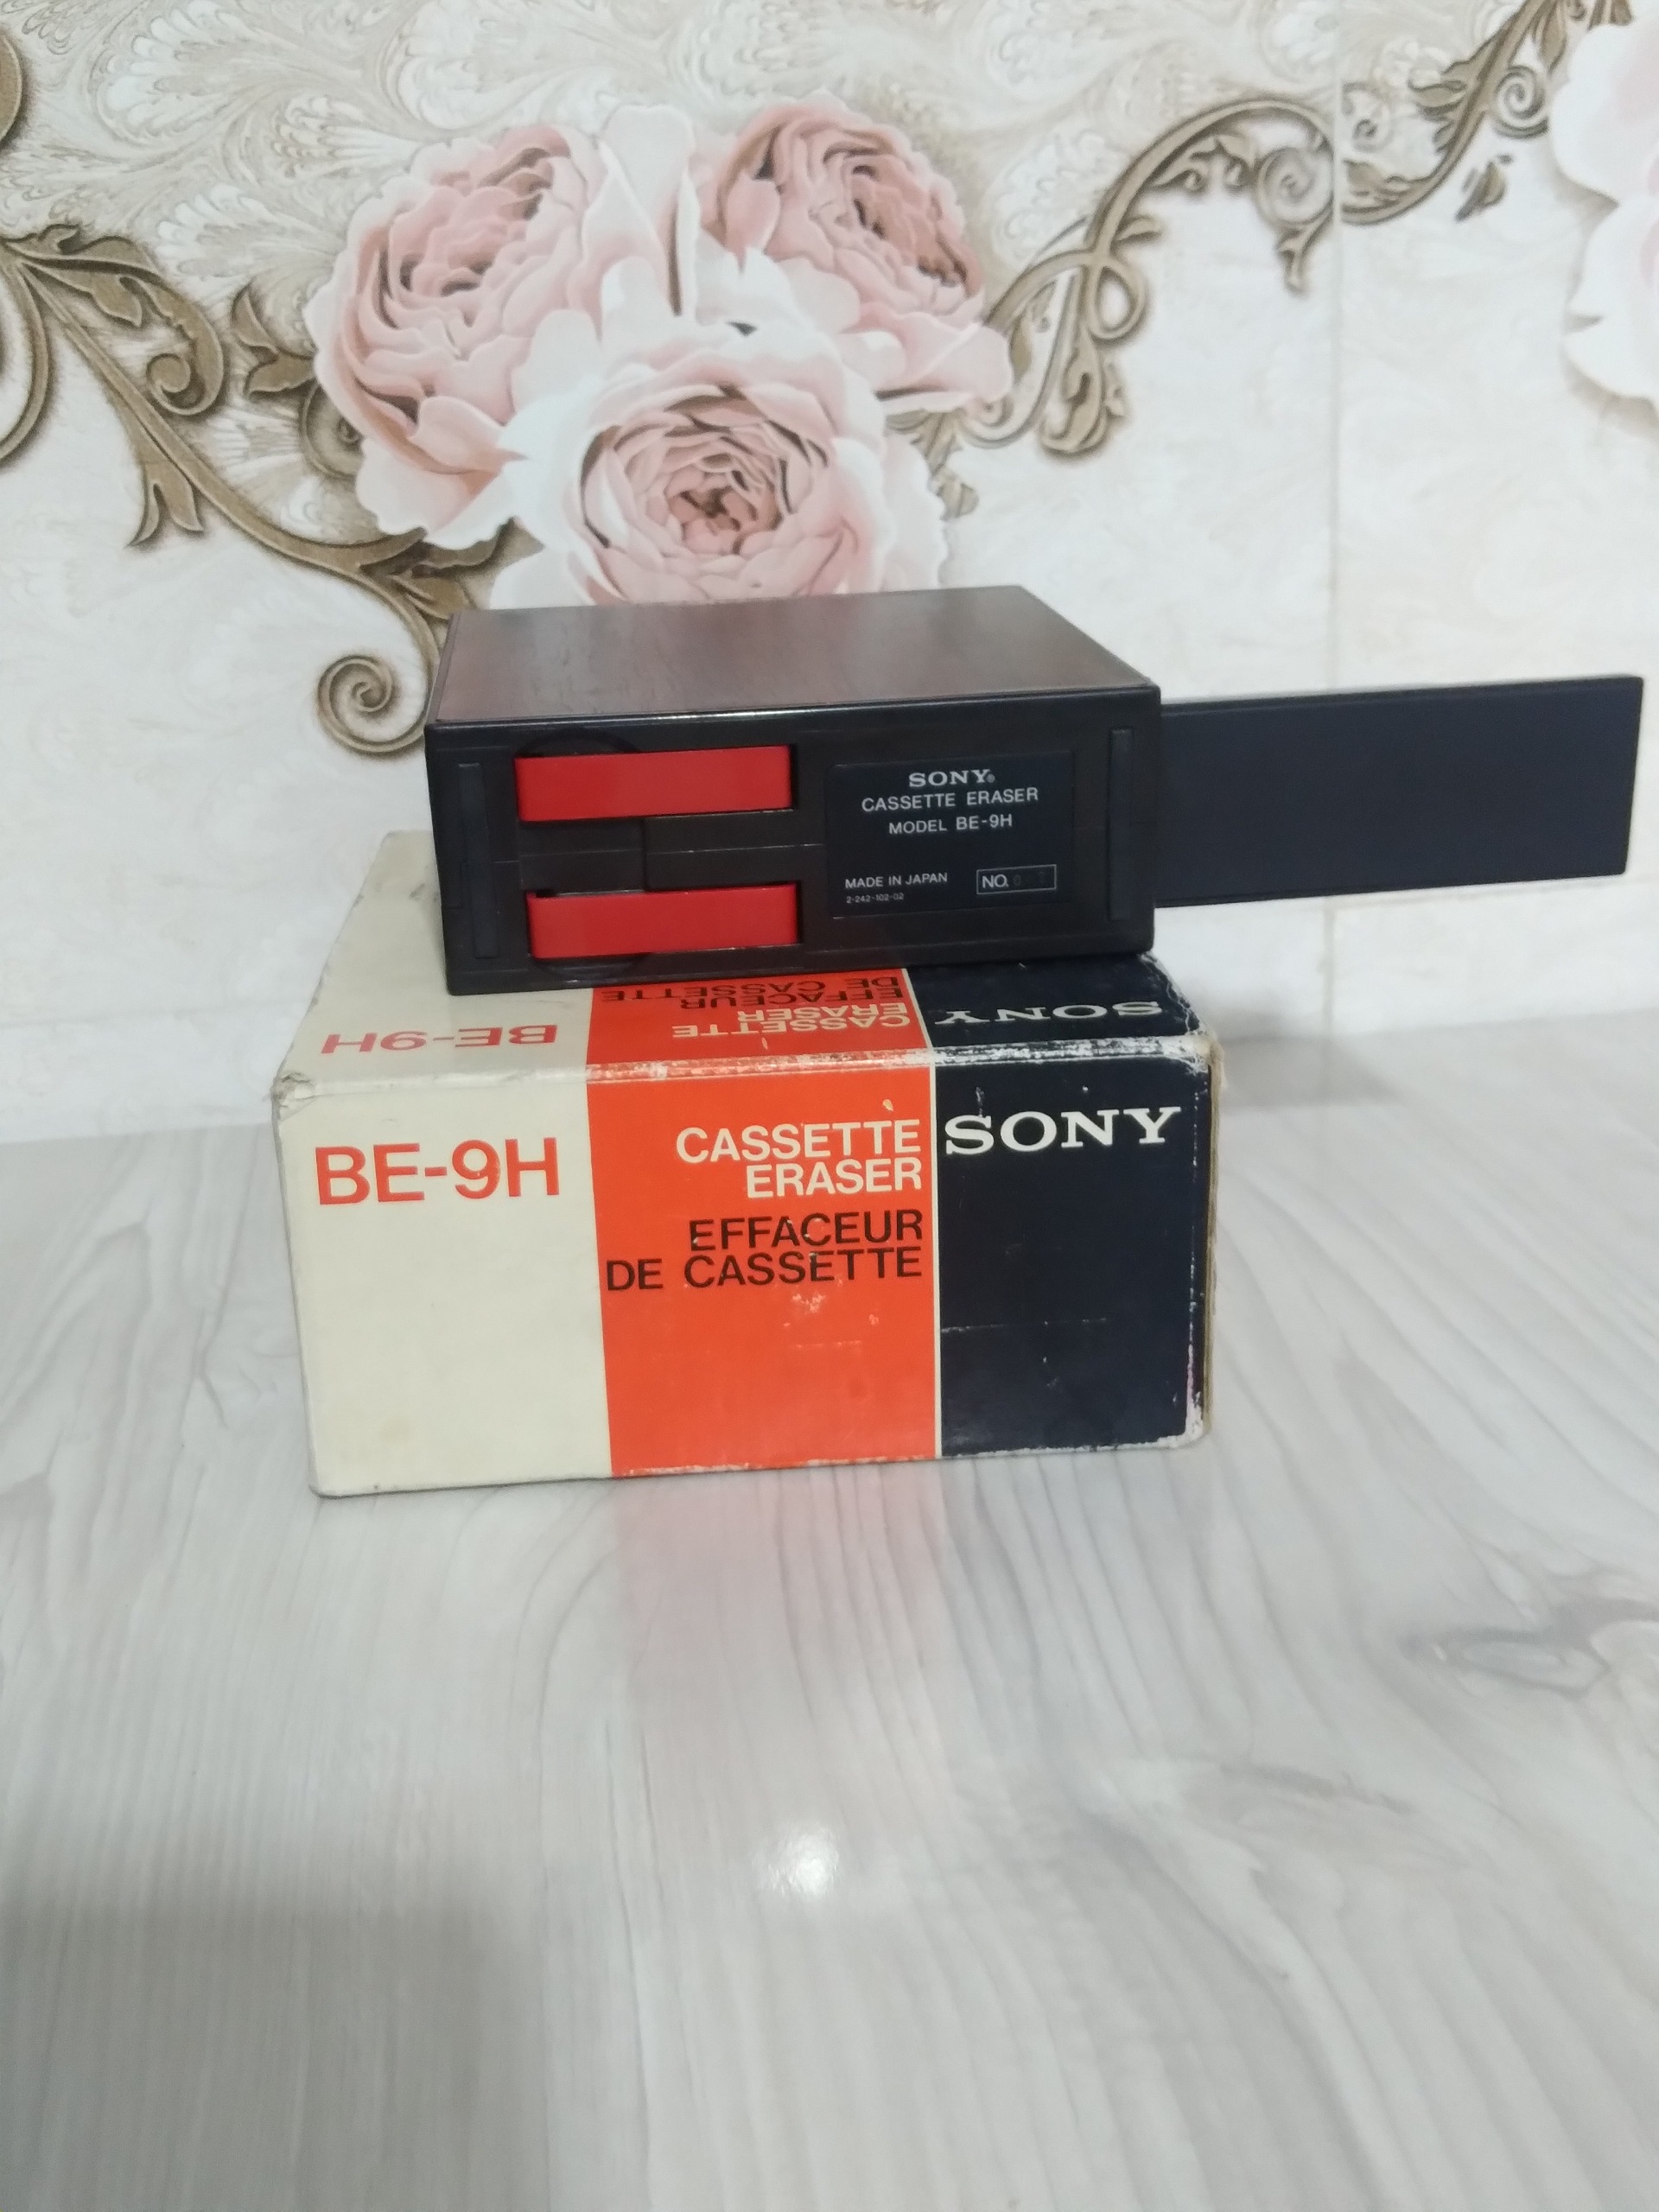 SONY®
CASSETTE ERASER
MODEL BE-9H
MADE IN JAPAN
NO.
2-242-102-02
BE-9H
CASSETTE
ERASER
EFFACEUR
DE CASSETTE
SONY
BE-9H
CASSETTE
ERASER
EFFACEUR
DE CASSETTE
SONY